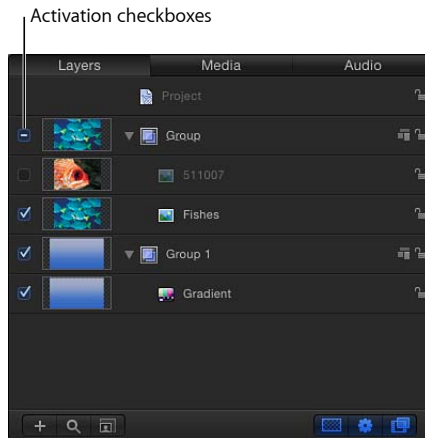 Activation checkboxes
Layers Media Audio
Project
Group
511007
Fishes
Group 1
Gradient